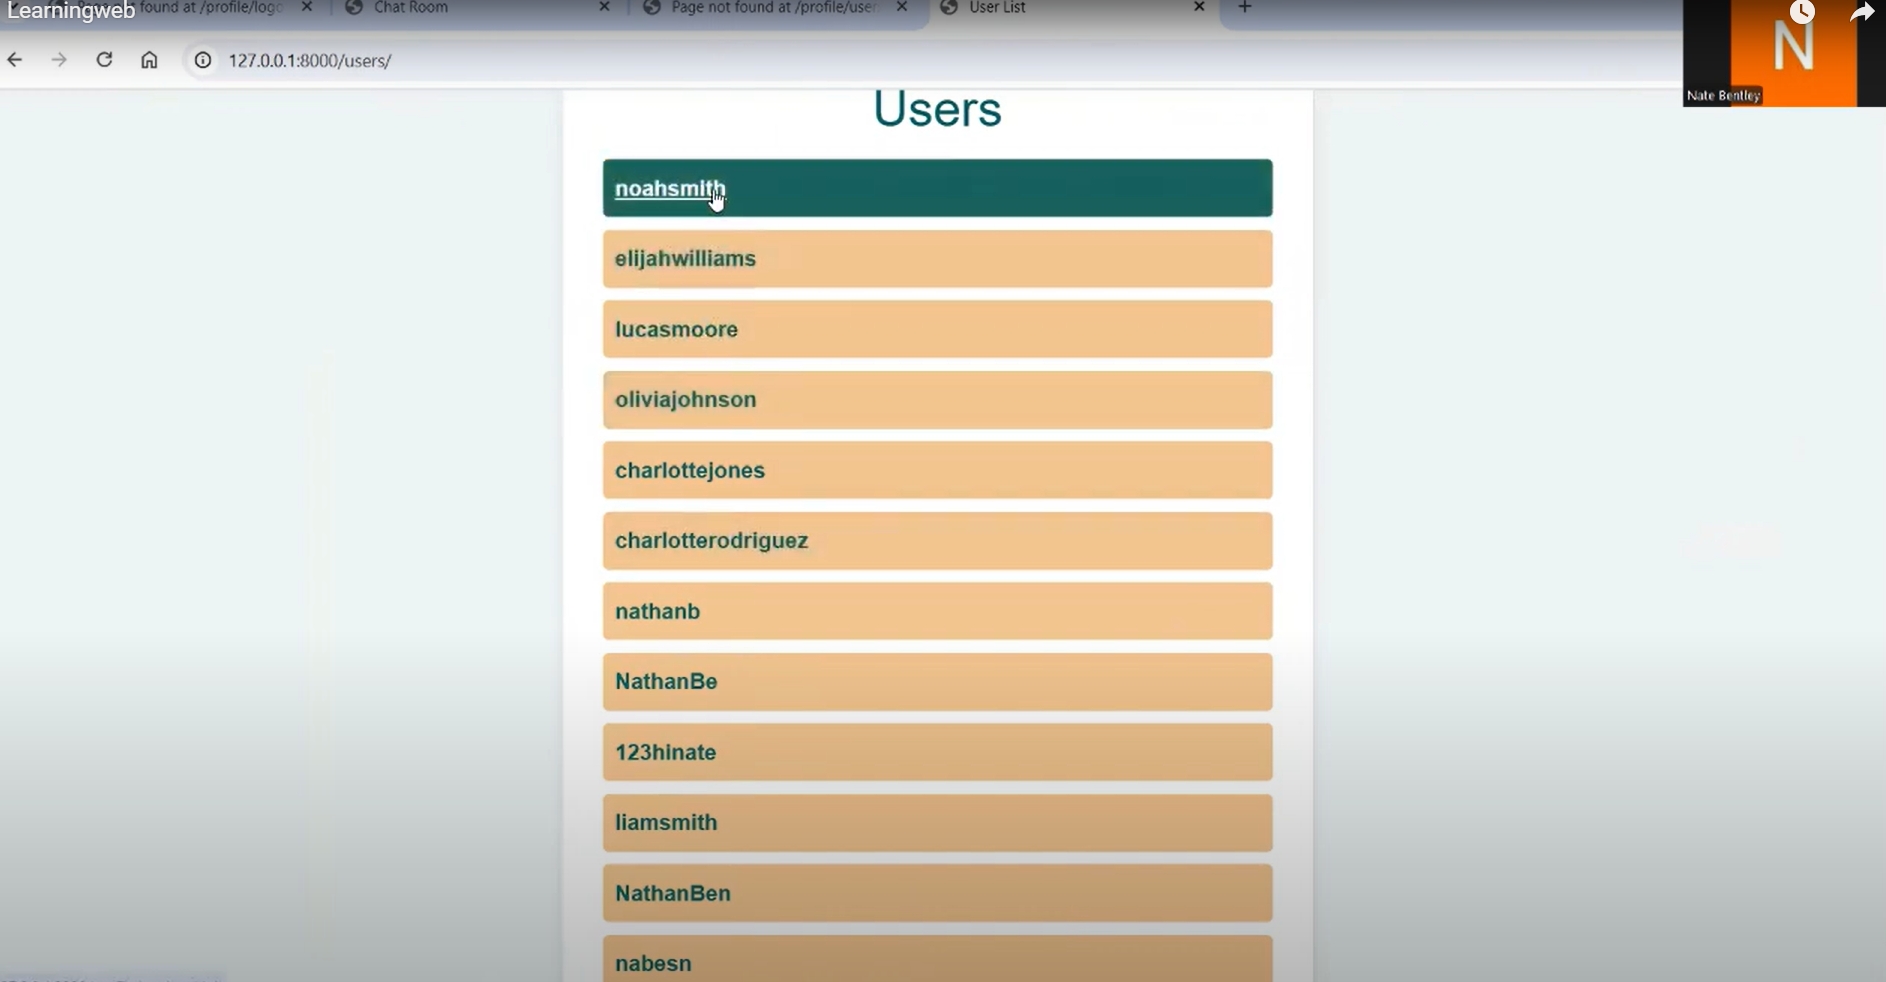 Learningweb
found at /profile/logo
Chat Room
Page not found at /profile/user
User List
127.0.0.1:8000/users/
N
Nate Bentley
Users
noahsmith
elijahwilliams
lucasmoore
oliviajohnson
charlottejones
charlotterodriguez
nathanb
NathanBe
123hinate
liamsmith
NathanBen
nabesn